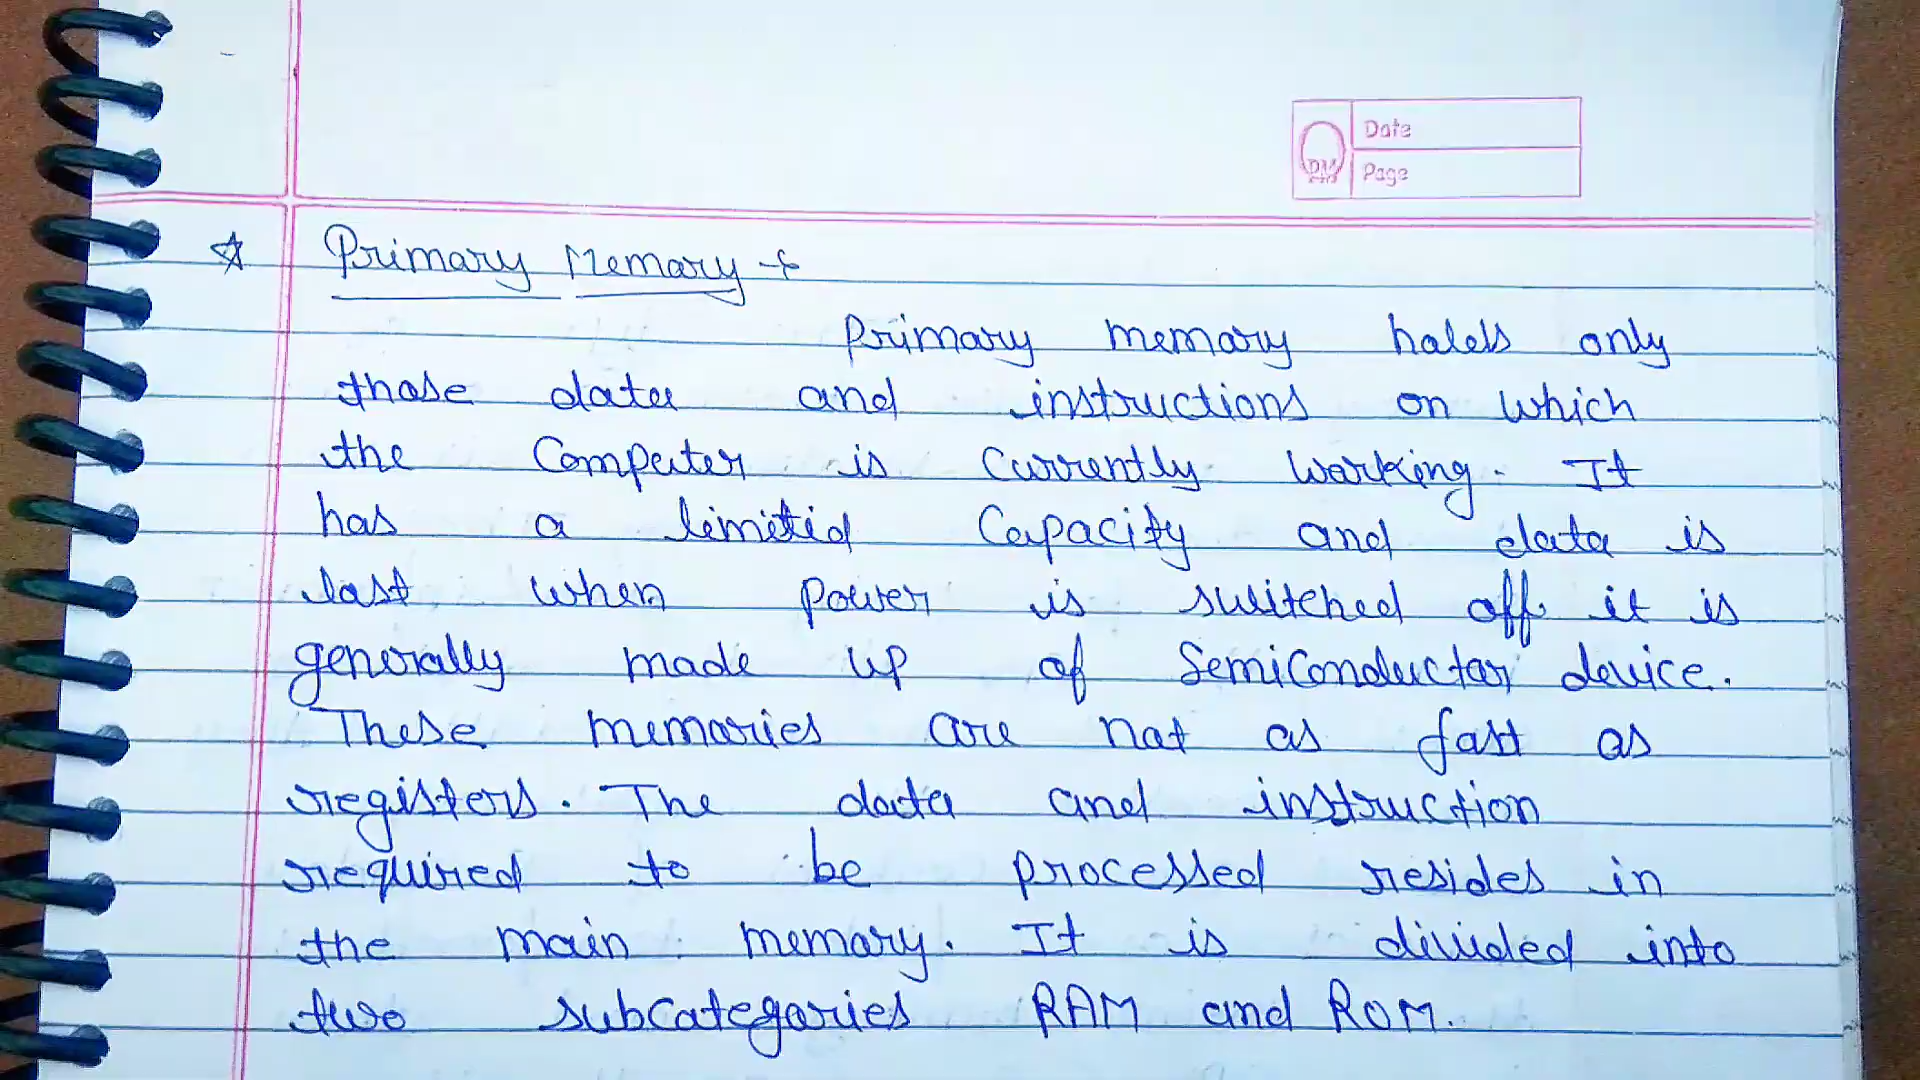 Date
Page
☆ Primary Memory :-
Primary memory holds only
those data and instructions on which
the Computer is Currently working. It
has a limited Capacity and data is
lost when power is switched off. it is
generally made up of SemiConductor device.
These memories are not as fast as
registers. The data and instruction
required to be processed resides in
the main memory. It is divided into
two subcategories RAM and ROM.